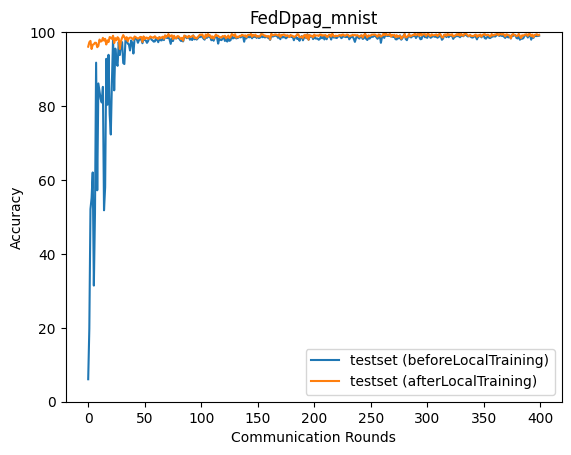 FedDpag_mnist
100
80
60
40
20
0
Accuracy
0 50 100 150 200 250 300 350 400
Communication Rounds
testset (beforeLocalTraining)
testset (afterLocalTraining)